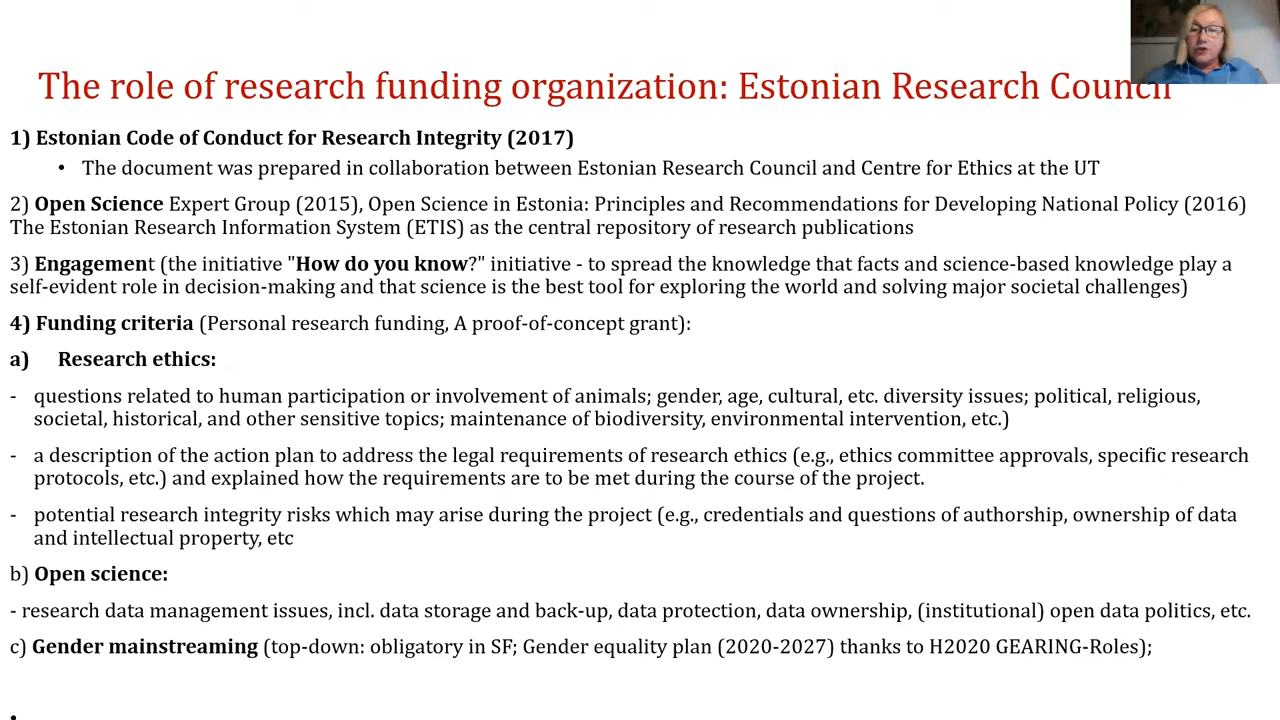 The role of research funding organization: Estonian Research Council
1) Estonian Code of Conduct for Research Integrity (2017)
• The document was prepared in collaboration between Estonian Research Council and Centre for Ethics at the UT
2) Open Science Expert Group (2015), Open Science in Estonia: Principles and Recommendations for Developing National Policy (2016)
The Estonian Research Information System (ETIS) as the central repository of research publications
3) Engagement (the initiative "How do you know?" initiative - to spread the knowledge that facts and science-based knowledge play a
self-evident role in decision-making and that science is the best tool for exploring the world and solving major societal challenges)
4) Funding criteria (Personal research funding, A proof-of-concept grant):
a) Research ethics:
- questions related to human participation or involvement of animals; gender, age, cultural, etc. diversity issues; political, religious,
societal, historical, and other sensitive topics; maintenance of biodiversity, environmental intervention, etc.)
- a description of the action plan to address the legal requirements of research ethics (e.g., ethics committee approvals, specific research
protocols, etc.) and explained how the requirements are to be met during the course of the project.
- potential research integrity risks which may arise during the project (e.g., credentials and questions of authorship, ownership of data
and intellectual property, etc
b) Open science:
- research data management issues, incl. data storage and back-up, data protection, data ownership, (institutional) open data politics, etc.
c) Gender mainstreaming (top-down: obligatory in SF; Gender equality plan (2020-2027) thanks to H2020 GEARING-Roles);
•